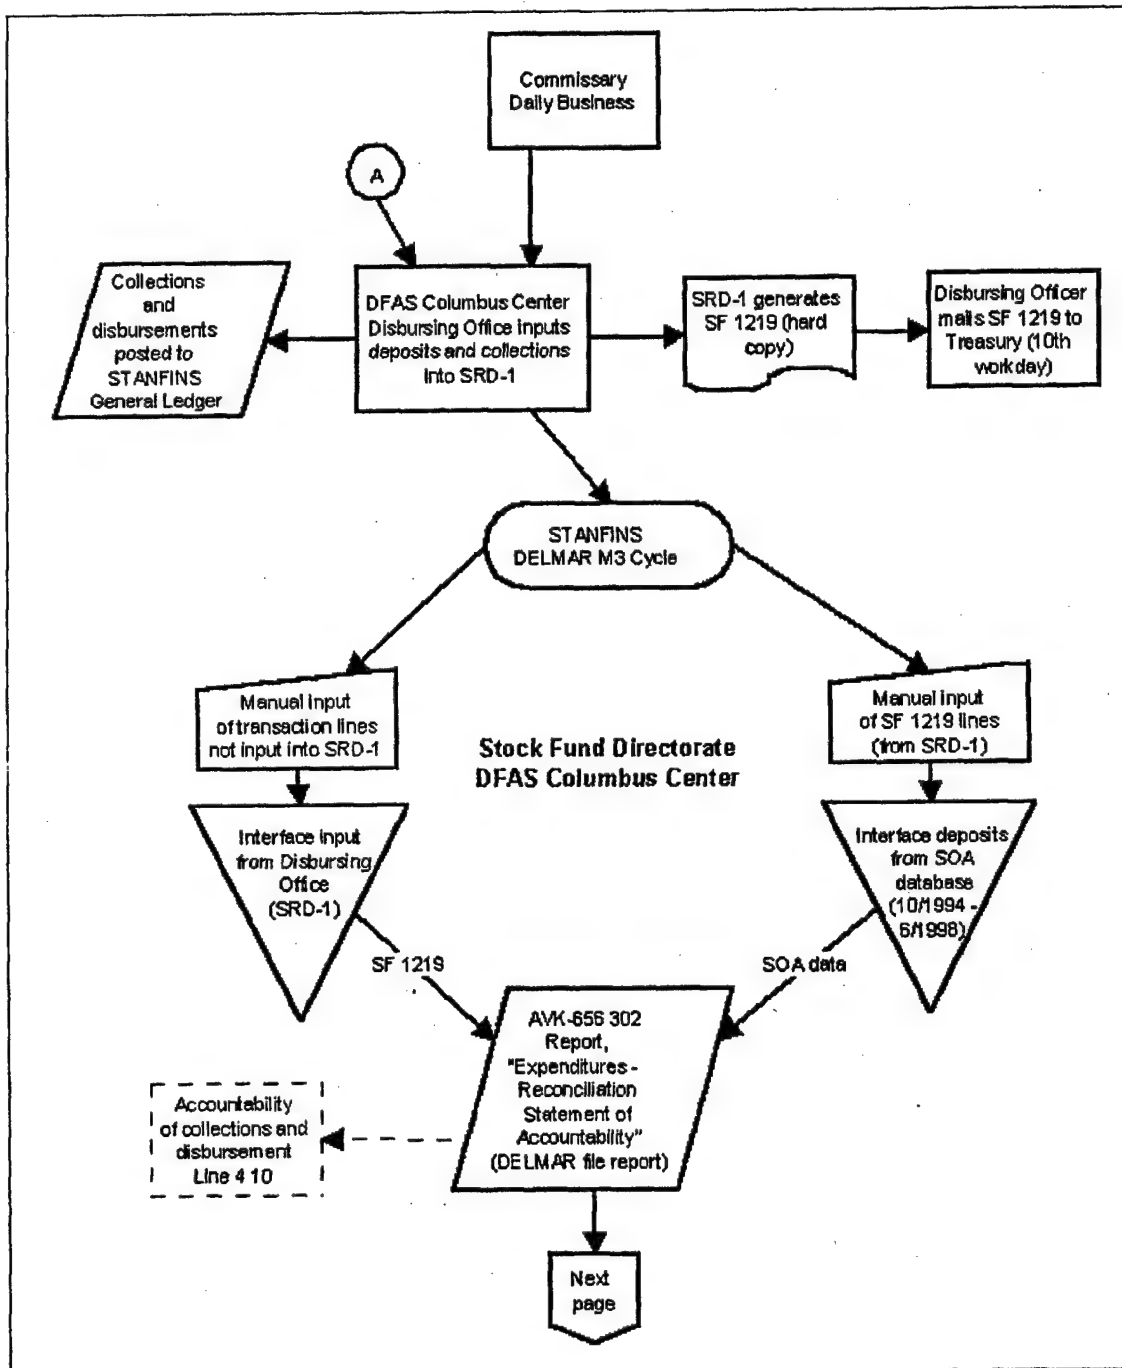 Commissary
Daily Business
A
Collections
and
disbursements
posted to
STANFINS
General Ledger
DFAS Columbus Center
Disbursing Office inputs
deposits and collections
into SRD-1
SRD-1 generates
SF 1219 (hard
copy)
Disbursing Officer
mails SF 1219 to
Treasury (10th
workday)
STANFINS
DELMAR M3 Cycle
Manual input
of transaction lines
not input into SRD-1
Manual input
of SF 1219 lines
(from SRD-1)
Stock Fund Directorate
DFAS Columbus Center
Interface input
from Disbursing
Office
(SRD-1)
Interface deposits
from SOA
database
(10/1994 -
6/1998)
SF 1219
SOA data
AVK-656 302
Report,
"Expenditures -
Reconciliation
Statement of
Accountability"
(DELMAR file report)
Accountability
of collections and
disbursement
Line 4.10
Next
page